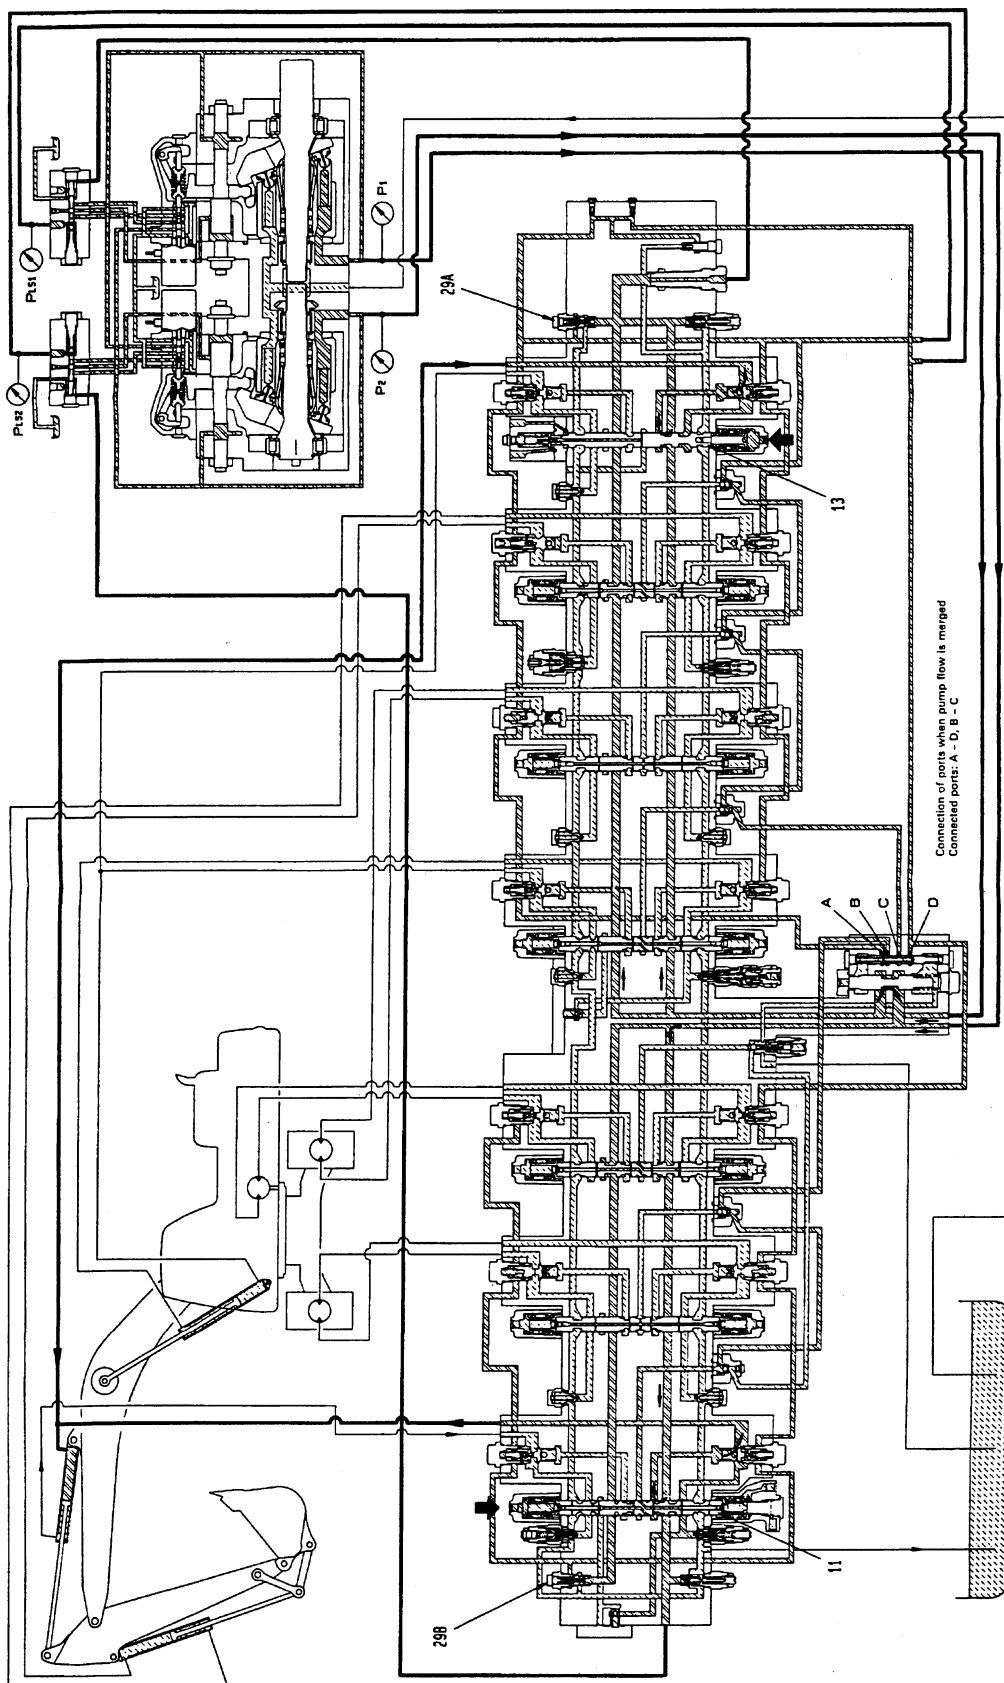 PLS1
PLS2
P1
P2
29A
13
Connection of ports when pump flow is merged
Connected ports: A - D, B - C
A
B
C
D
29B
11